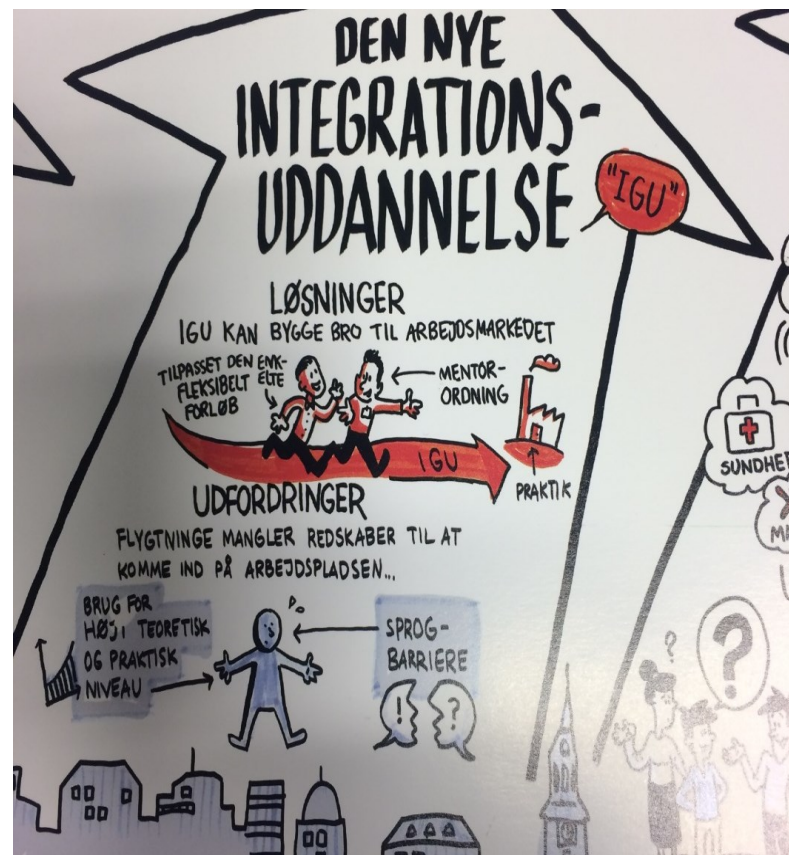 DEN NYE
INTEGRATIONS-
UDDANNELSE
"IGU"
LØSNINGER
IGU KAN BYGGE BRO TIL ARBEJDSMARKEDET
TILPASSET DEN ENK-
ELTE
FLEKSIBELT
FORLØB
MENTOR-
ORDNING
IGU
PRAKTIK
UDFORDRINGER
FLYGTNINGE MANGLER REDSKABER TIL AT
KOMME IND PÅ ARBEJDSPLADSEN...
BRUG FOR
HØJT TEORETISK
OG PRAKTISK
NIVEAU
SPROG-
BARRIERE
!
?
SUNDHE
?
?